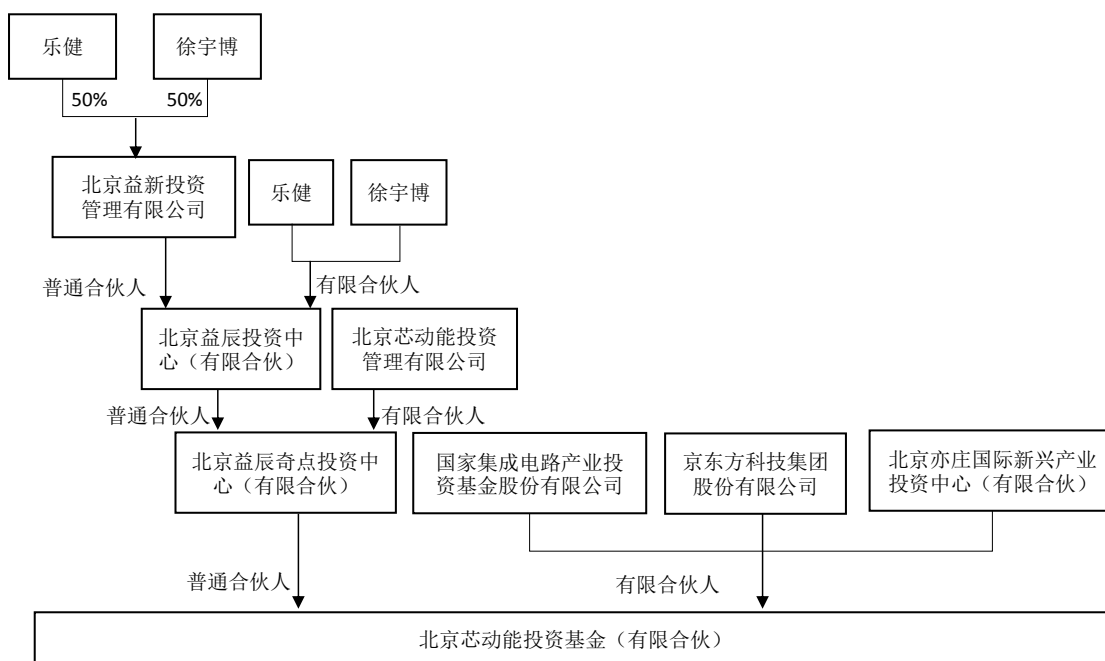 乐健
徐宇博
50%
50%
北京益新投资
管理有限公司
乐健
徐宇博
普通合伙人
有限合伙人
北京益辰投资中
心（有限合伙）
北京芯动能投资
管理有限公司
普通合伙人
有限合伙人
北京益辰奇点投资中
心（有限合伙）
国家集成电路产业投
资基金股份有限公司
京东方科技集团
股份有限公司
北京亦庄国际新兴产业
投资中心（有限合伙）
普通合伙人
有限合伙人
北京芯动能投资基金（有限合伙）